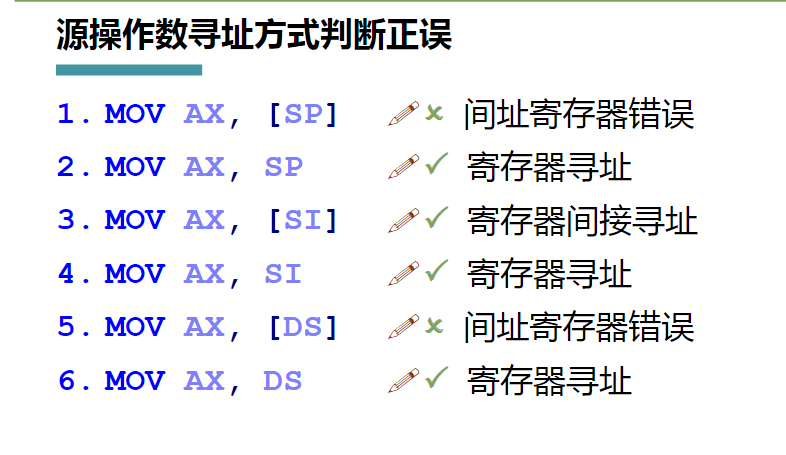 源操作数寻址方式判断正误
1. MOV AX, [SP] ✘ 间址寄存器错误
2. MOV AX, SP ✓ 寄存器寻址
3. MOV AX, [SI] ✓ 寄存器间接寻址
4. MOV AX, SI ✓ 寄存器寻址
5. MOV AX, [DS] ✘ 间址寄存器错误
6. MOV AX, DS ✓ 寄存器寻址